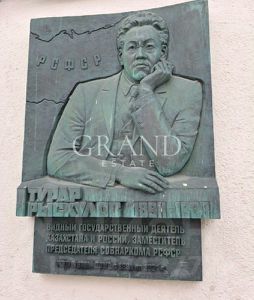 РСФСР
GRAND
ESTATE
ТУРАР
РЫСКУЛОВ
ВИДНЫЙ ГОСУДАРСТВЕННЫЙ ДЕЯТЕЛЬ
КАЗАХСТАНА И РОССИИ, ЗАМЕСТИТЕЛЬ
ПРЕДСЕДАТЕЛЯ СОВНАРКОМА РСФСР